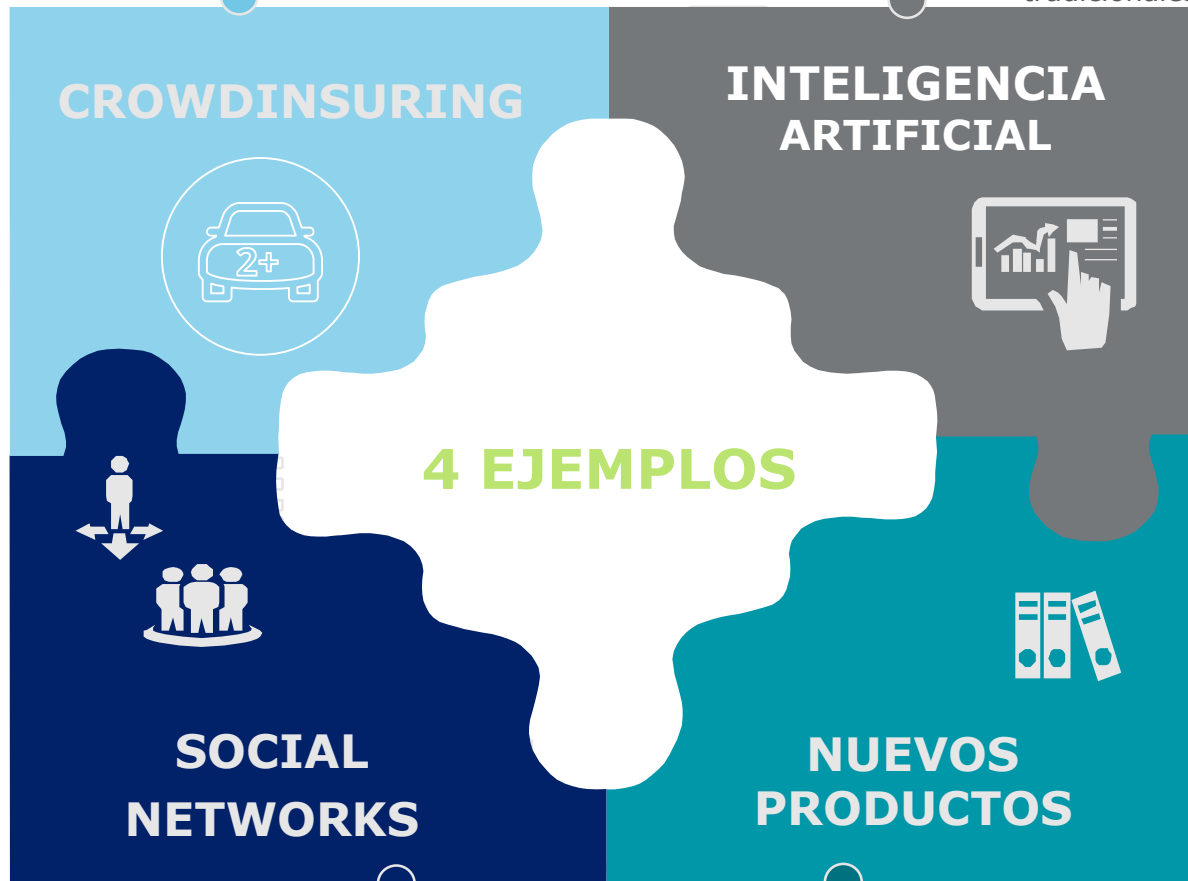 CROWDINSURING
2+
INTELIGENCIA
ARTIFICIAL
4 EJEMPLOS
SOCIAL
NETWORKS
NUEVOS
PRODUCTOS